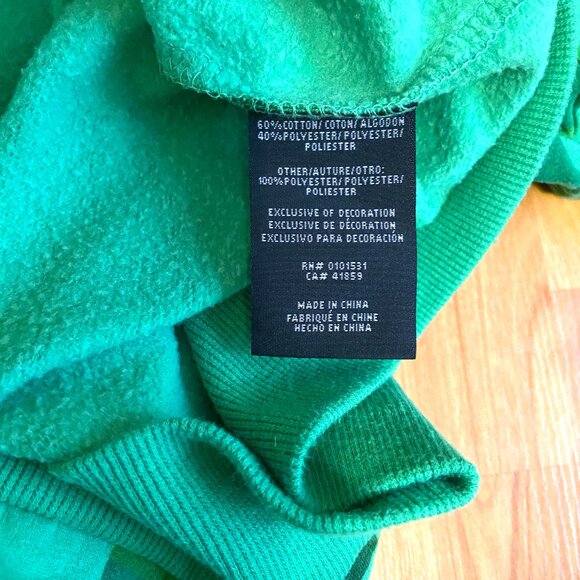 60%COTTON/COTON/ALGODON
40%POLYESTER/POLYESTER/
POLIESTER
OTHER/AUTURE/OTRO:
100%POLYESTER/POLYESTER/
POLIESTER
EXCLUSIVE OF DECORATION
EXCLUSIVE DE DÉCORATION
EXCLUSIVO PARA DECORACIÓN
RN# 0101531
CA# 41859
MADE IN CHINA
FABRIQUÉ EN CHINE
HECHO EN CHINA